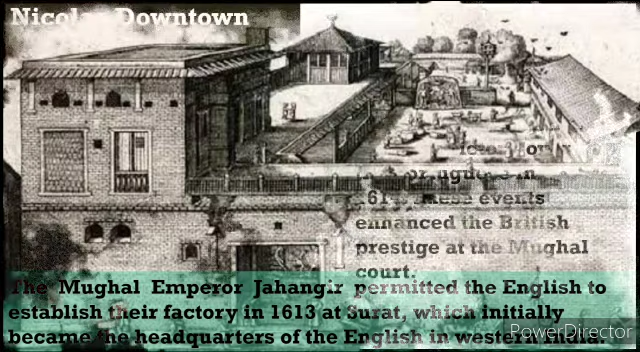 Nicolas Downtown
enhanced the British
prestige at the Mughal
court.
The Mughal Emperor Jahangir permitted the English to
establish their factory in 1613 at Surat, which initially
became the headquarters of the English in western India.
PowerDirector